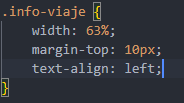 .info-viaje {
    width: 63%;
    margin-top: 10px;
    text-align: left;
}